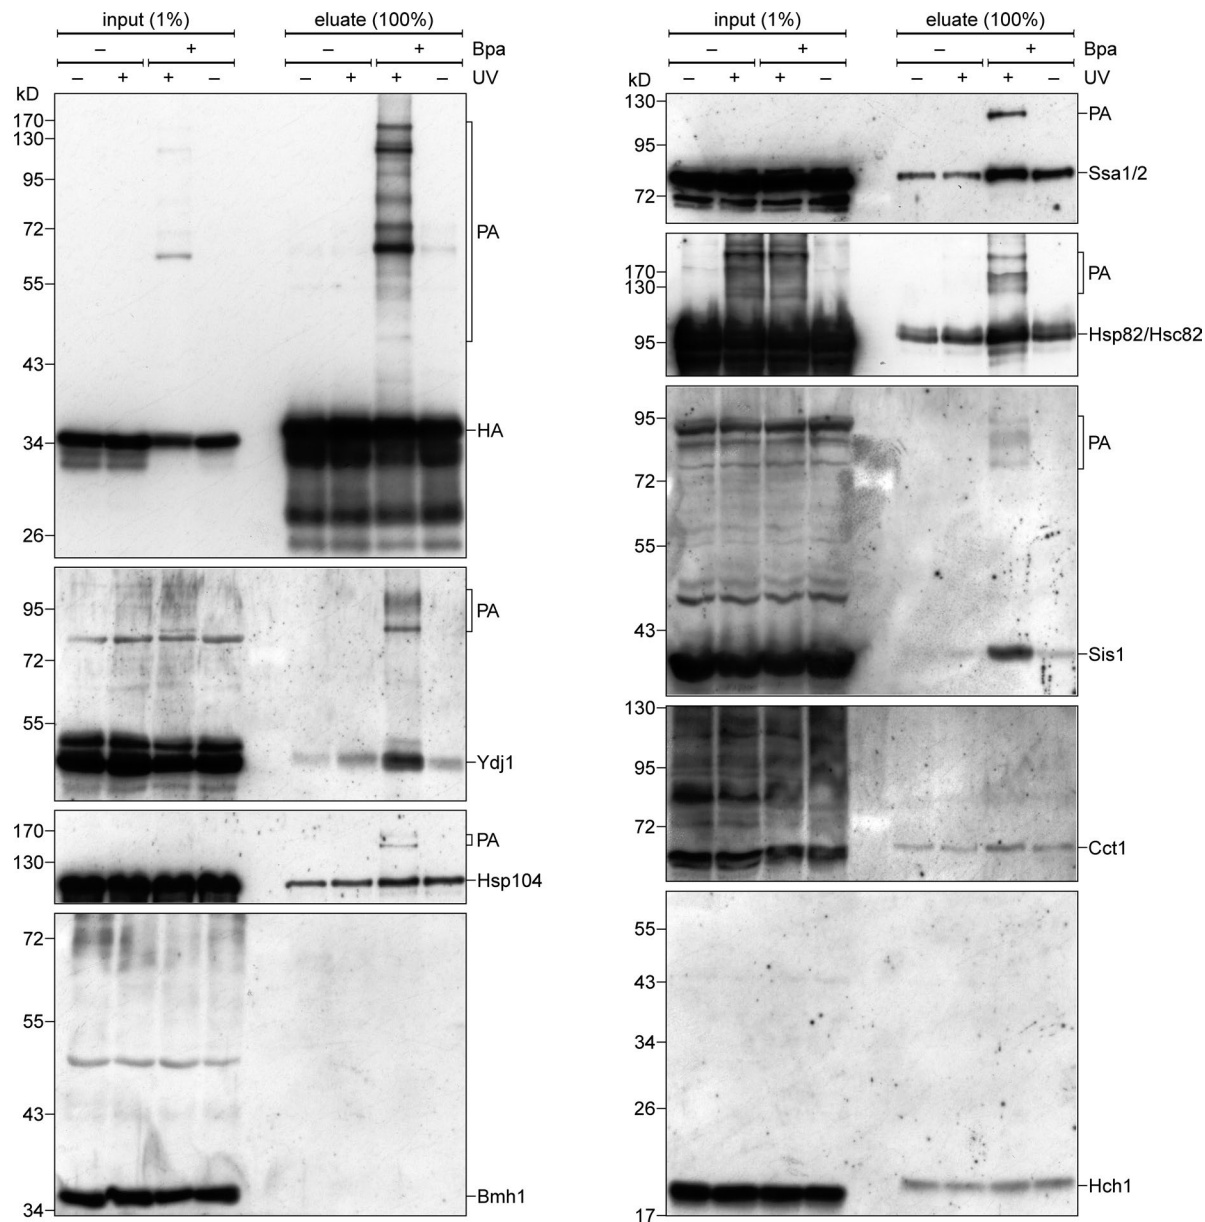 input (1%) eluate (100%)
– + – + Bpa
– + + – – + + – UV
kD
170
130
95
72
55
43
34
26
PA
HA
95
72
55
PA
Ydj1
170
130
PA
Hsp104
72
55
43
34
Bmh1
input (1%) eluate (100%)
– + – + Bpa
– + + – – + + – UV
kD
130
95
72
PA
Ssa1/2
170
130
95
PA
Hsp82/Hsc82
95
72
55
43
PA
Sis1
130
95
72
Cct1
55
43
34
26
17
Hch1